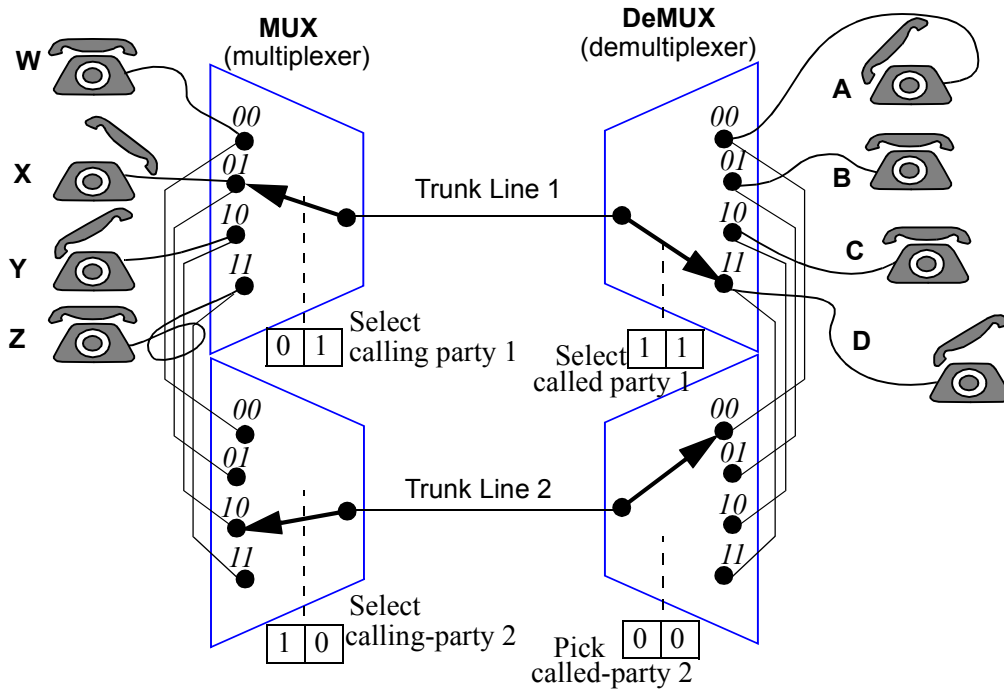 MUX
(multiplexer)
DeMUX
(demultiplexer)
W
X
Y
Z
00
01
10
11
Trunk Line 1
00
01
10
11
A
B
C
D
0 1
Select
calling party 1
Select
called party 1
1 1
00
01
10
11
Trunk Line 2
00
01
10
11
1 0
Select
calling-party 2
Pick
called-party 2
0 0